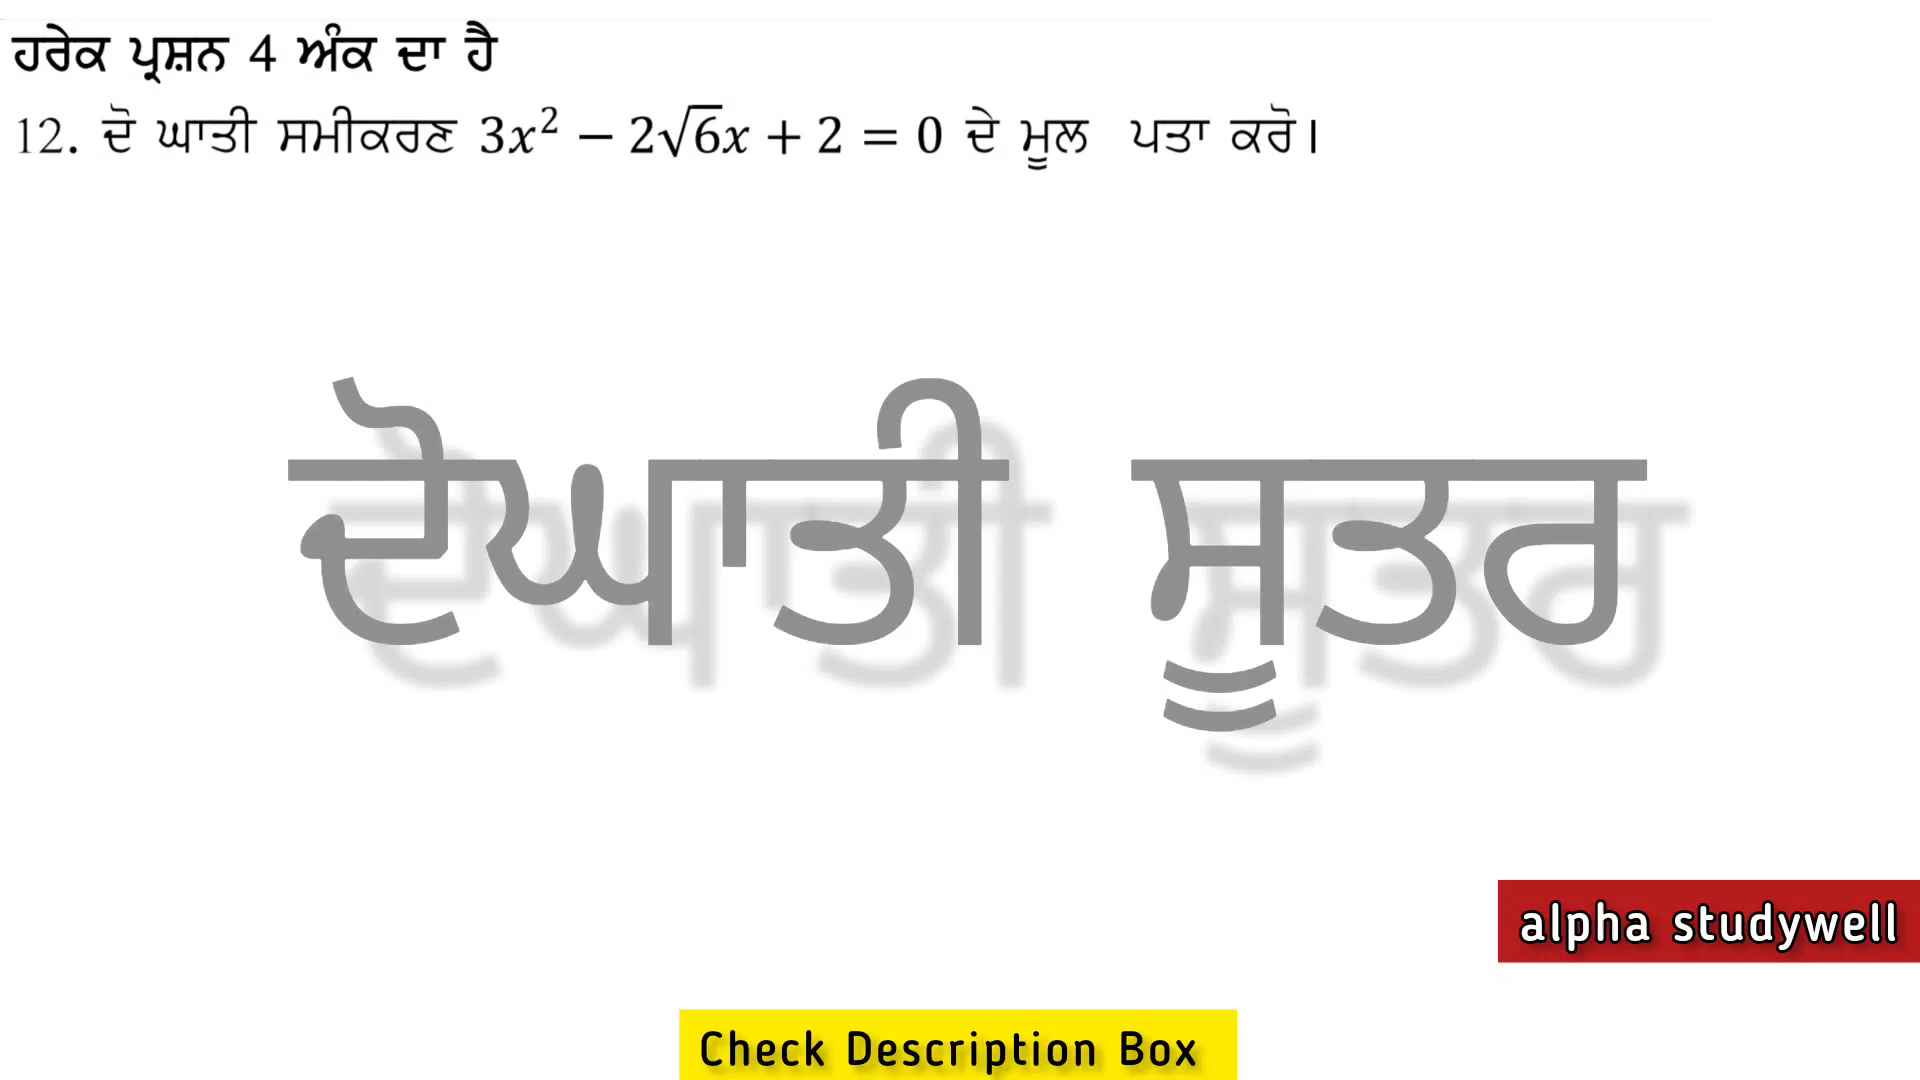 ਹਰੇਕ ਪ੍ਰਸ਼ਨ 4 ਅੰਕ ਦਾ ਹੈ
12. ਦੋ ਘਾਤੀ ਸਮੀਕਰਣ 3x² − 2√6x + 2 = 0 ਦੇ ਮੂਲ ਪਤਾ ਕਰੋ।
ਦੋਘਾਤੀ ਸੂਤਰ
alpha studywell
Check Description Box